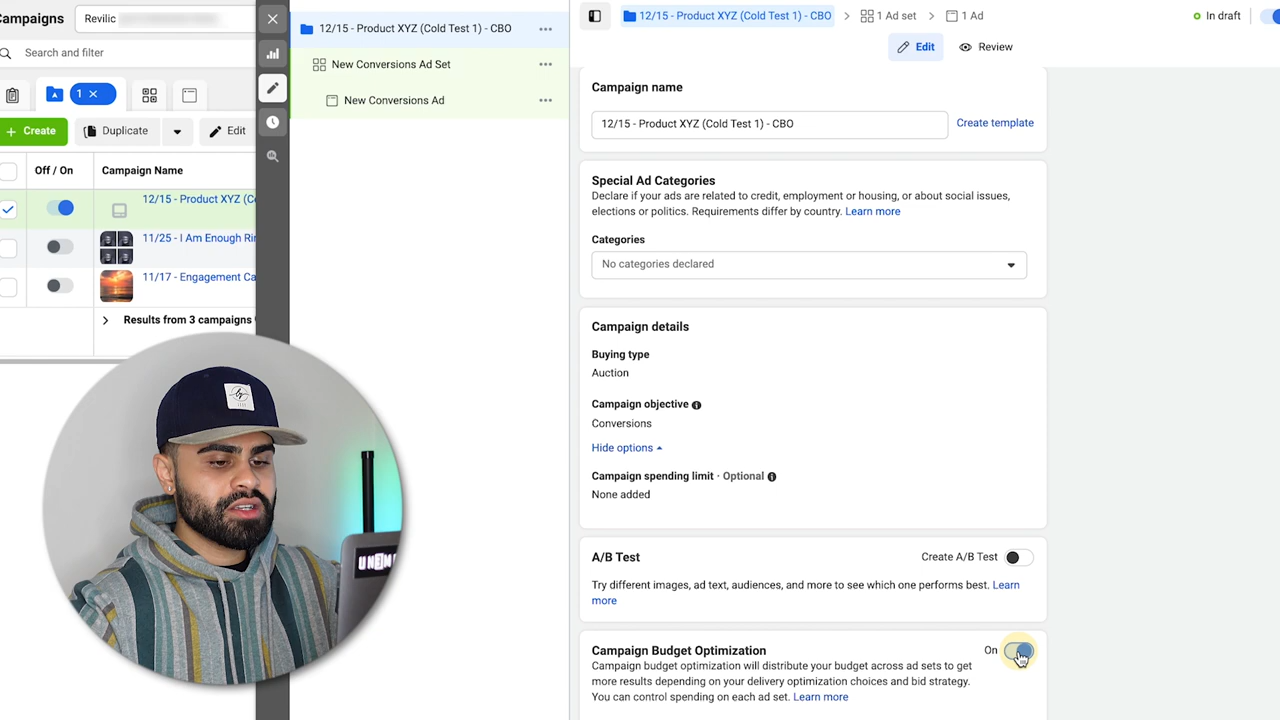 Campaigns
Revilic
Search and filter
1
Create
Duplicate
Edit
Off / On
Campaign Name
12/15 - Product XYZ (C
11/25 - I Am Enough Rin
11/17 - Engagement Ca
Results from 3 campaigns
12/15 - Product XYZ (Cold Test 1) - CBO
New Conversions Ad Set
New Conversions Ad
12/15 - Product XYZ (Cold Test 1) - CBO
1 Ad set
1 Ad
In draft
Edit
Review
Campaign name
12/15 - Product XYZ (Cold Test 1) - CBO
Create template
Special Ad Categories
Declare if your ads are related to credit, employment or housing, or about social issues,
elections or politics. Requirements differ by country. Learn more
Categories
No categories declared
Campaign details
Buying type
Auction
Campaign objective
Conversions
Hide options
Campaign spending limit · Optional
None added
A/B Test
Create A/B Test
Try different images, ad text, audiences, and more to see which one performs best. Learn
more
Campaign Budget Optimization
On
Campaign budget optimization will distribute your budget across ad sets to get
more results depending on your delivery optimization choices and bid strategy.
You can control spending on each ad set. Learn more